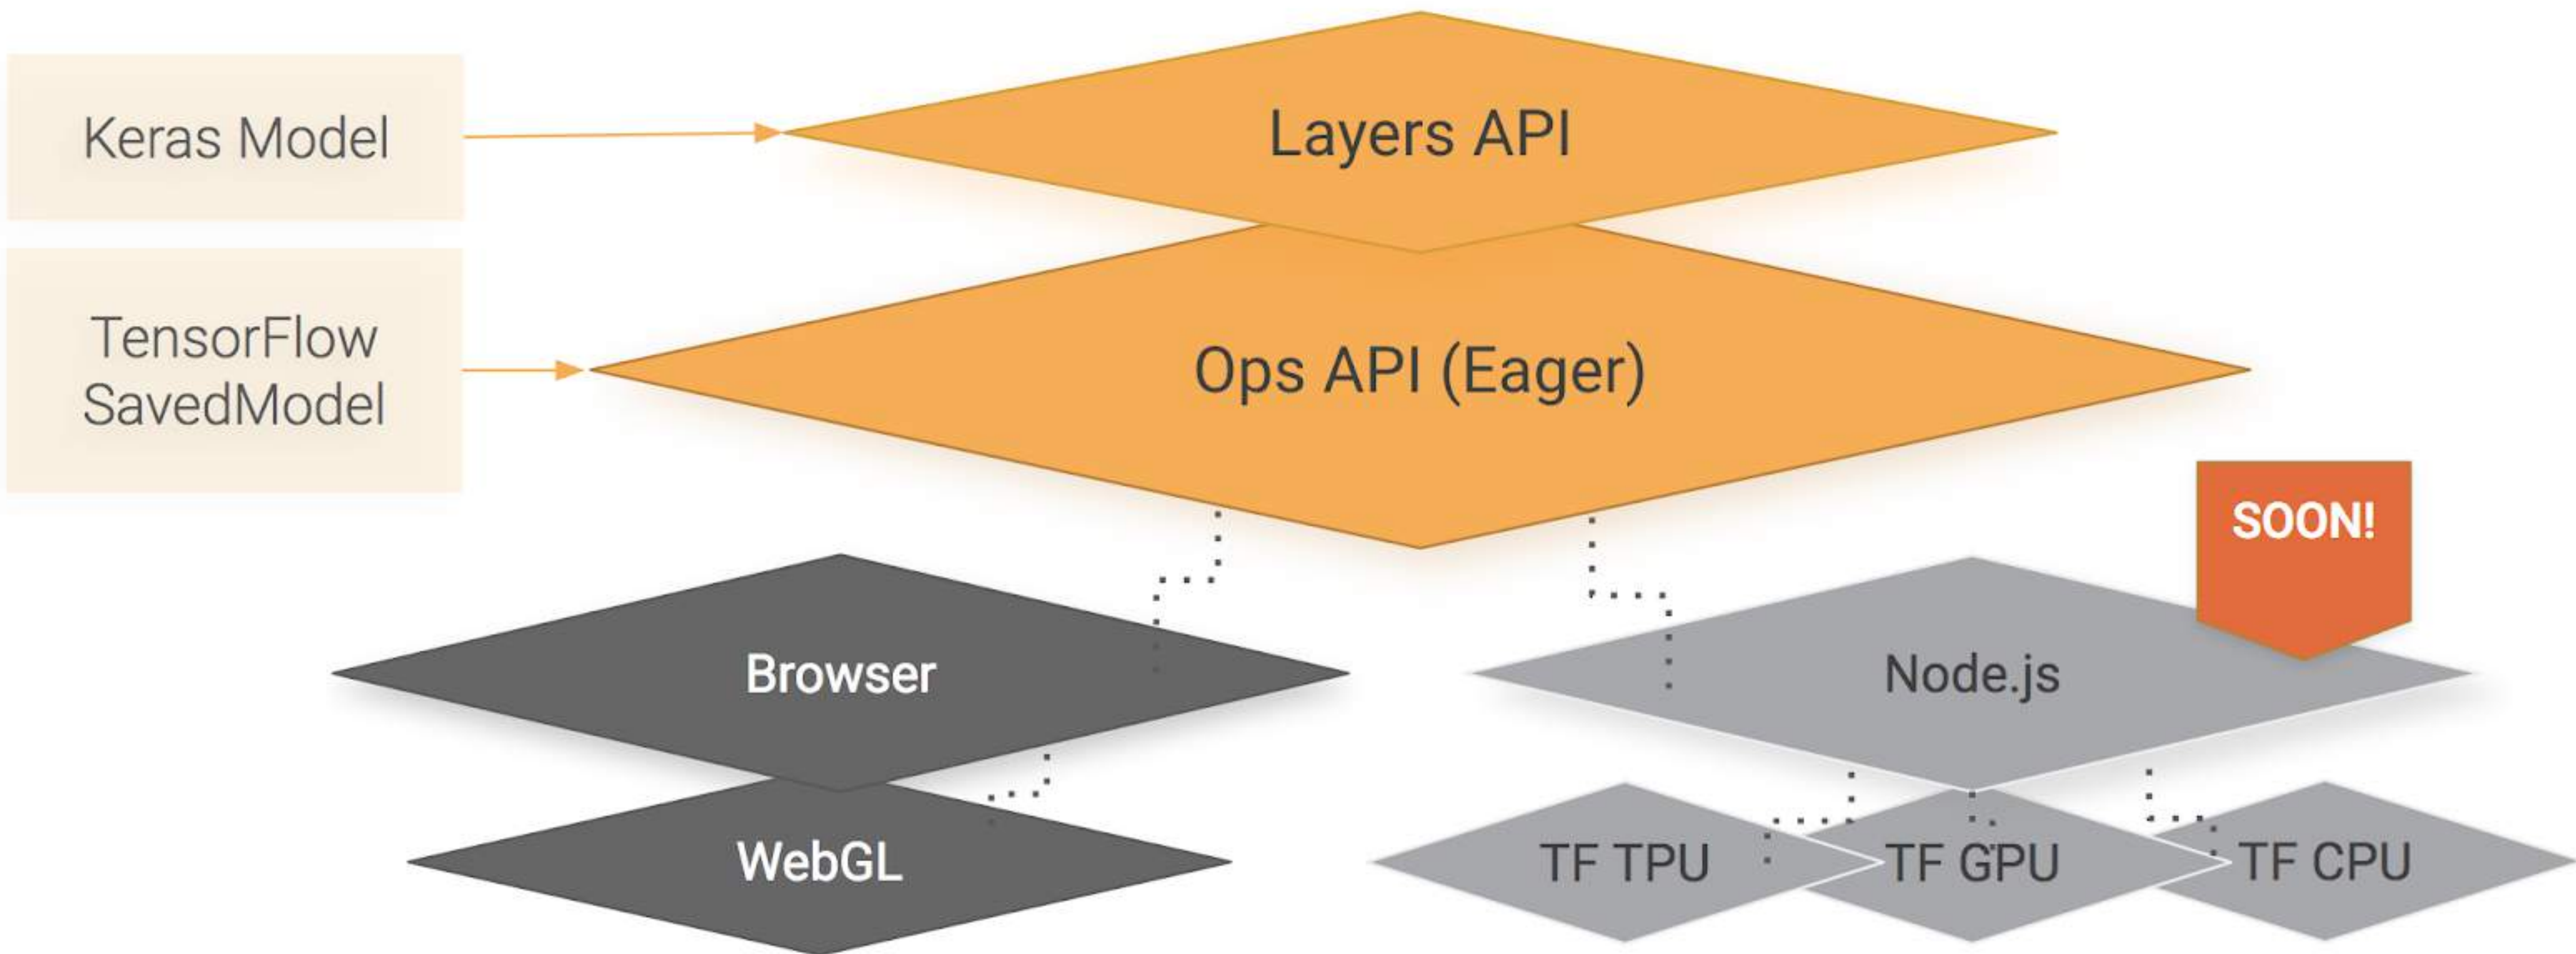 Keras Model
Layers API
TensorFlow
SavedModel
Ops API (Eager)
SOON!
Browser
Node.js
WebGL
TF TPU
TF GPU
TF CPU